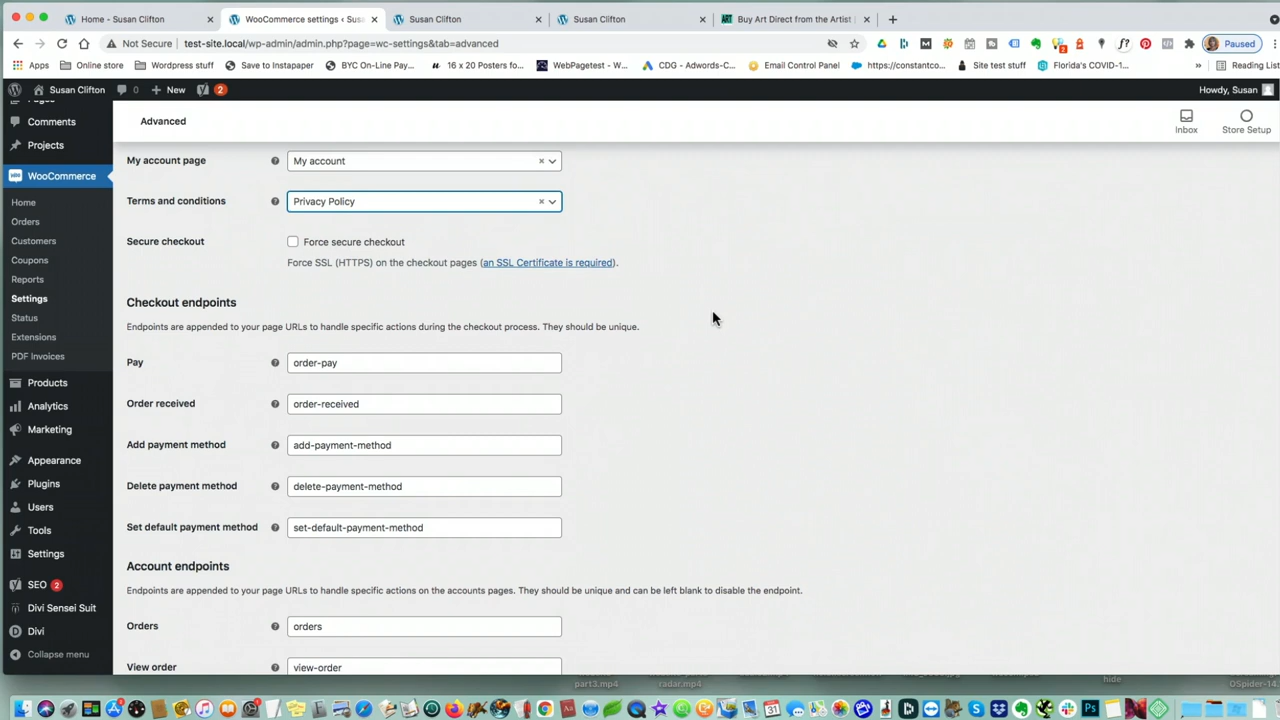 Home - Susan Clifton
WooCommerce settings < Sus
Susan Clifton
Susan Clifton
Buy Art Direct from the Artist |
Not Secure
test-site.local/wp-admin/admin.php?page=wc-settings&tab=advanced
Paused
Apps
Online store
Wordpress stuff
Save to Instapaper
BYC On-Line Pay...
16 x 20 Posters fo...
WebPagetest - W...
CDG - Adwords-C...
Email Control Panel
https://constantco...
Site test stuff
Florida's COVID-1...
»
Reading List
Susan Clifton
0
New
2
Howdy, Susan
Comments
Projects
WooCommerce
Home
Orders
Customers
Coupons
Reports
Settings
Status
Extensions
PDF Invoices
Products
Analytics
Marketing
Appearance
Plugins
Users
Tools
Settings
SEO 2
Divi Sensei Suit
Divi
Collapse menu
Advanced
Inbox
Store Setup
My account page
My account
Terms and conditions
Privacy Policy
Secure checkout
Force secure checkout
Force SSL (HTTPS) on the checkout pages (an SSL Certificate is required).
Checkout endpoints
Endpoints are appended to your page URLs to handle specific actions during the checkout process. They should be unique.
Pay
order-pay
Order received
order-received
Add payment method
add-payment-method
Delete payment method
delete-payment-method
Set default payment method
set-default-payment-method
Account endpoints
Endpoints are appended to your page URLs to handle specific actions on the accounts pages. They should be unique and can be left blank to disable the endpoint.
Orders
orders
View order
view-order
part3.mp4
radar.mp4
hide
OSpider-14.